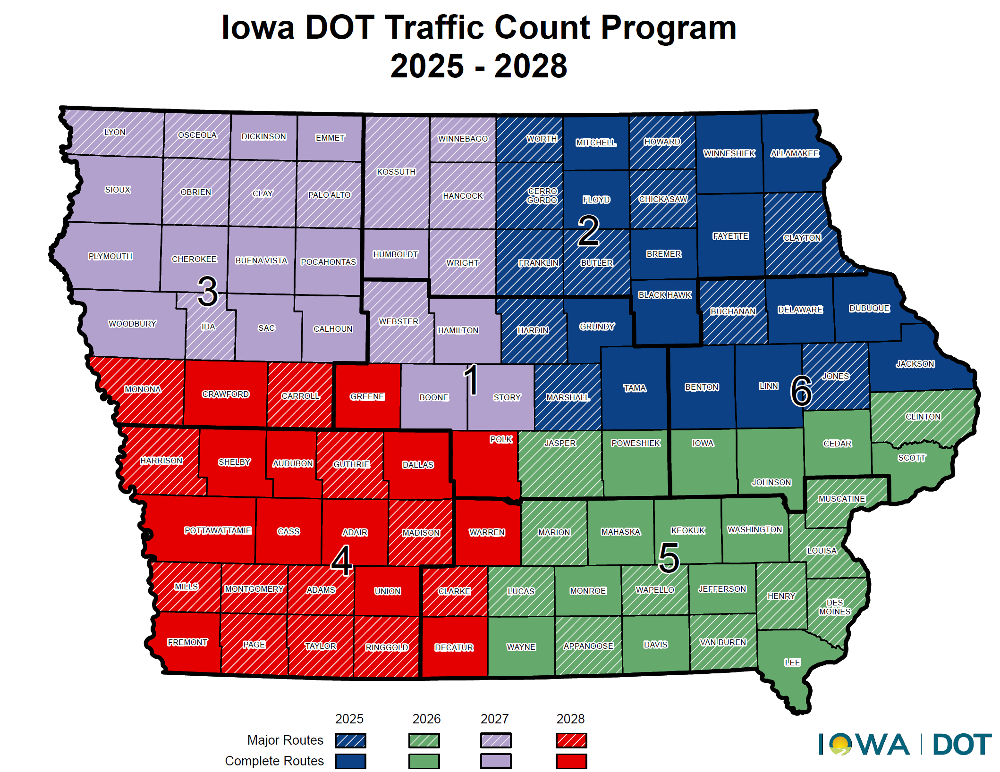 Iowa DOT Traffic Count Program
2025 - 2028
LYON
OSCEOLA
DICKINSON
EMMET
KOSSUTH
WINNEBAGO
WORTH
MITCHELL
HOWARD
WINNESHIEK
ALLAMAKEE
SIOUX
OBRIEN
CLAY
PALO ALTO
HANCOCK
CERRO
GORDO
FLOYD
CHICKASAW
2
FAYETTE
CLAYTON
PLYMOUTH
CHEROKEE
BUENA VISTA
POCAHONTAS
HUMBOLDT
WRIGHT
FRANKLIN
BUTLER
BREMER
3
BLACK HAWK
WOODBURY
IDA
SAC
CALHOUN
WEBSTER
HAMILTON
HARDIN
GRUNDY
BUCHANAN
DELAWARE
DUBUQUE
MONONA
CRAWFORD
CARROLL
GREENE
BOONE
1
STORY
MARSHALL
TAMA
BENTON
LINN
6
JONES
JACKSON
CLINTON
HARRISON
SHELBY
AUDUBON
GUTHRIE
DALLAS
POLK
JASPER
POWESHIEK
IOWA
JOHNSON
CEDAR
SCOTT
MUSCATINE
POTTAWATTAMIE
CASS
ADAIR
MADISON
WARREN
MARION
MAHASKA
KEOKUK
WASHINGTON
LOUISA
4
5
MILLS
MONTGOMERY
ADAMS
UNION
CLARKE
LUCAS
MONROE
WAPELLO
JEFFERSON
HENRY
DES
MOINES
FREMONT
PAGE
TAYLOR
RINGGOLD
DECATUR
WAYNE
APPANOOSE
DAVIS
VAN BUREN
LEE
2025 2026 2027 2028
Major Routes
Complete Routes
IOWA | DOT